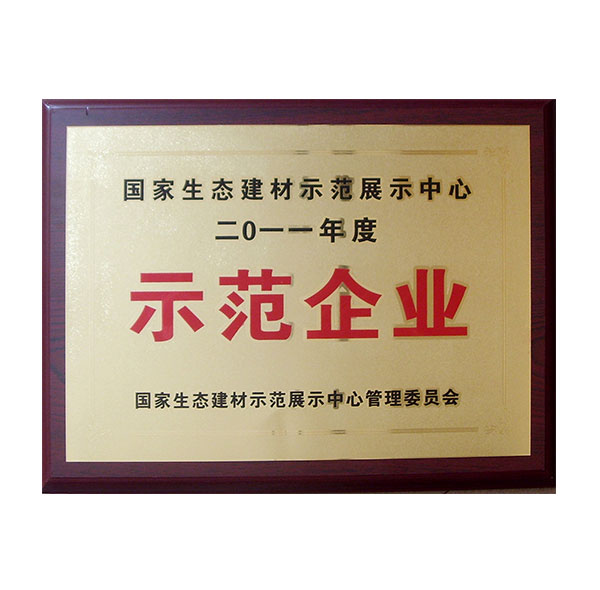 国家生态建材示范展示中心
二0一一年度
示范企业
国家生态建材示范展示中心管理委员会